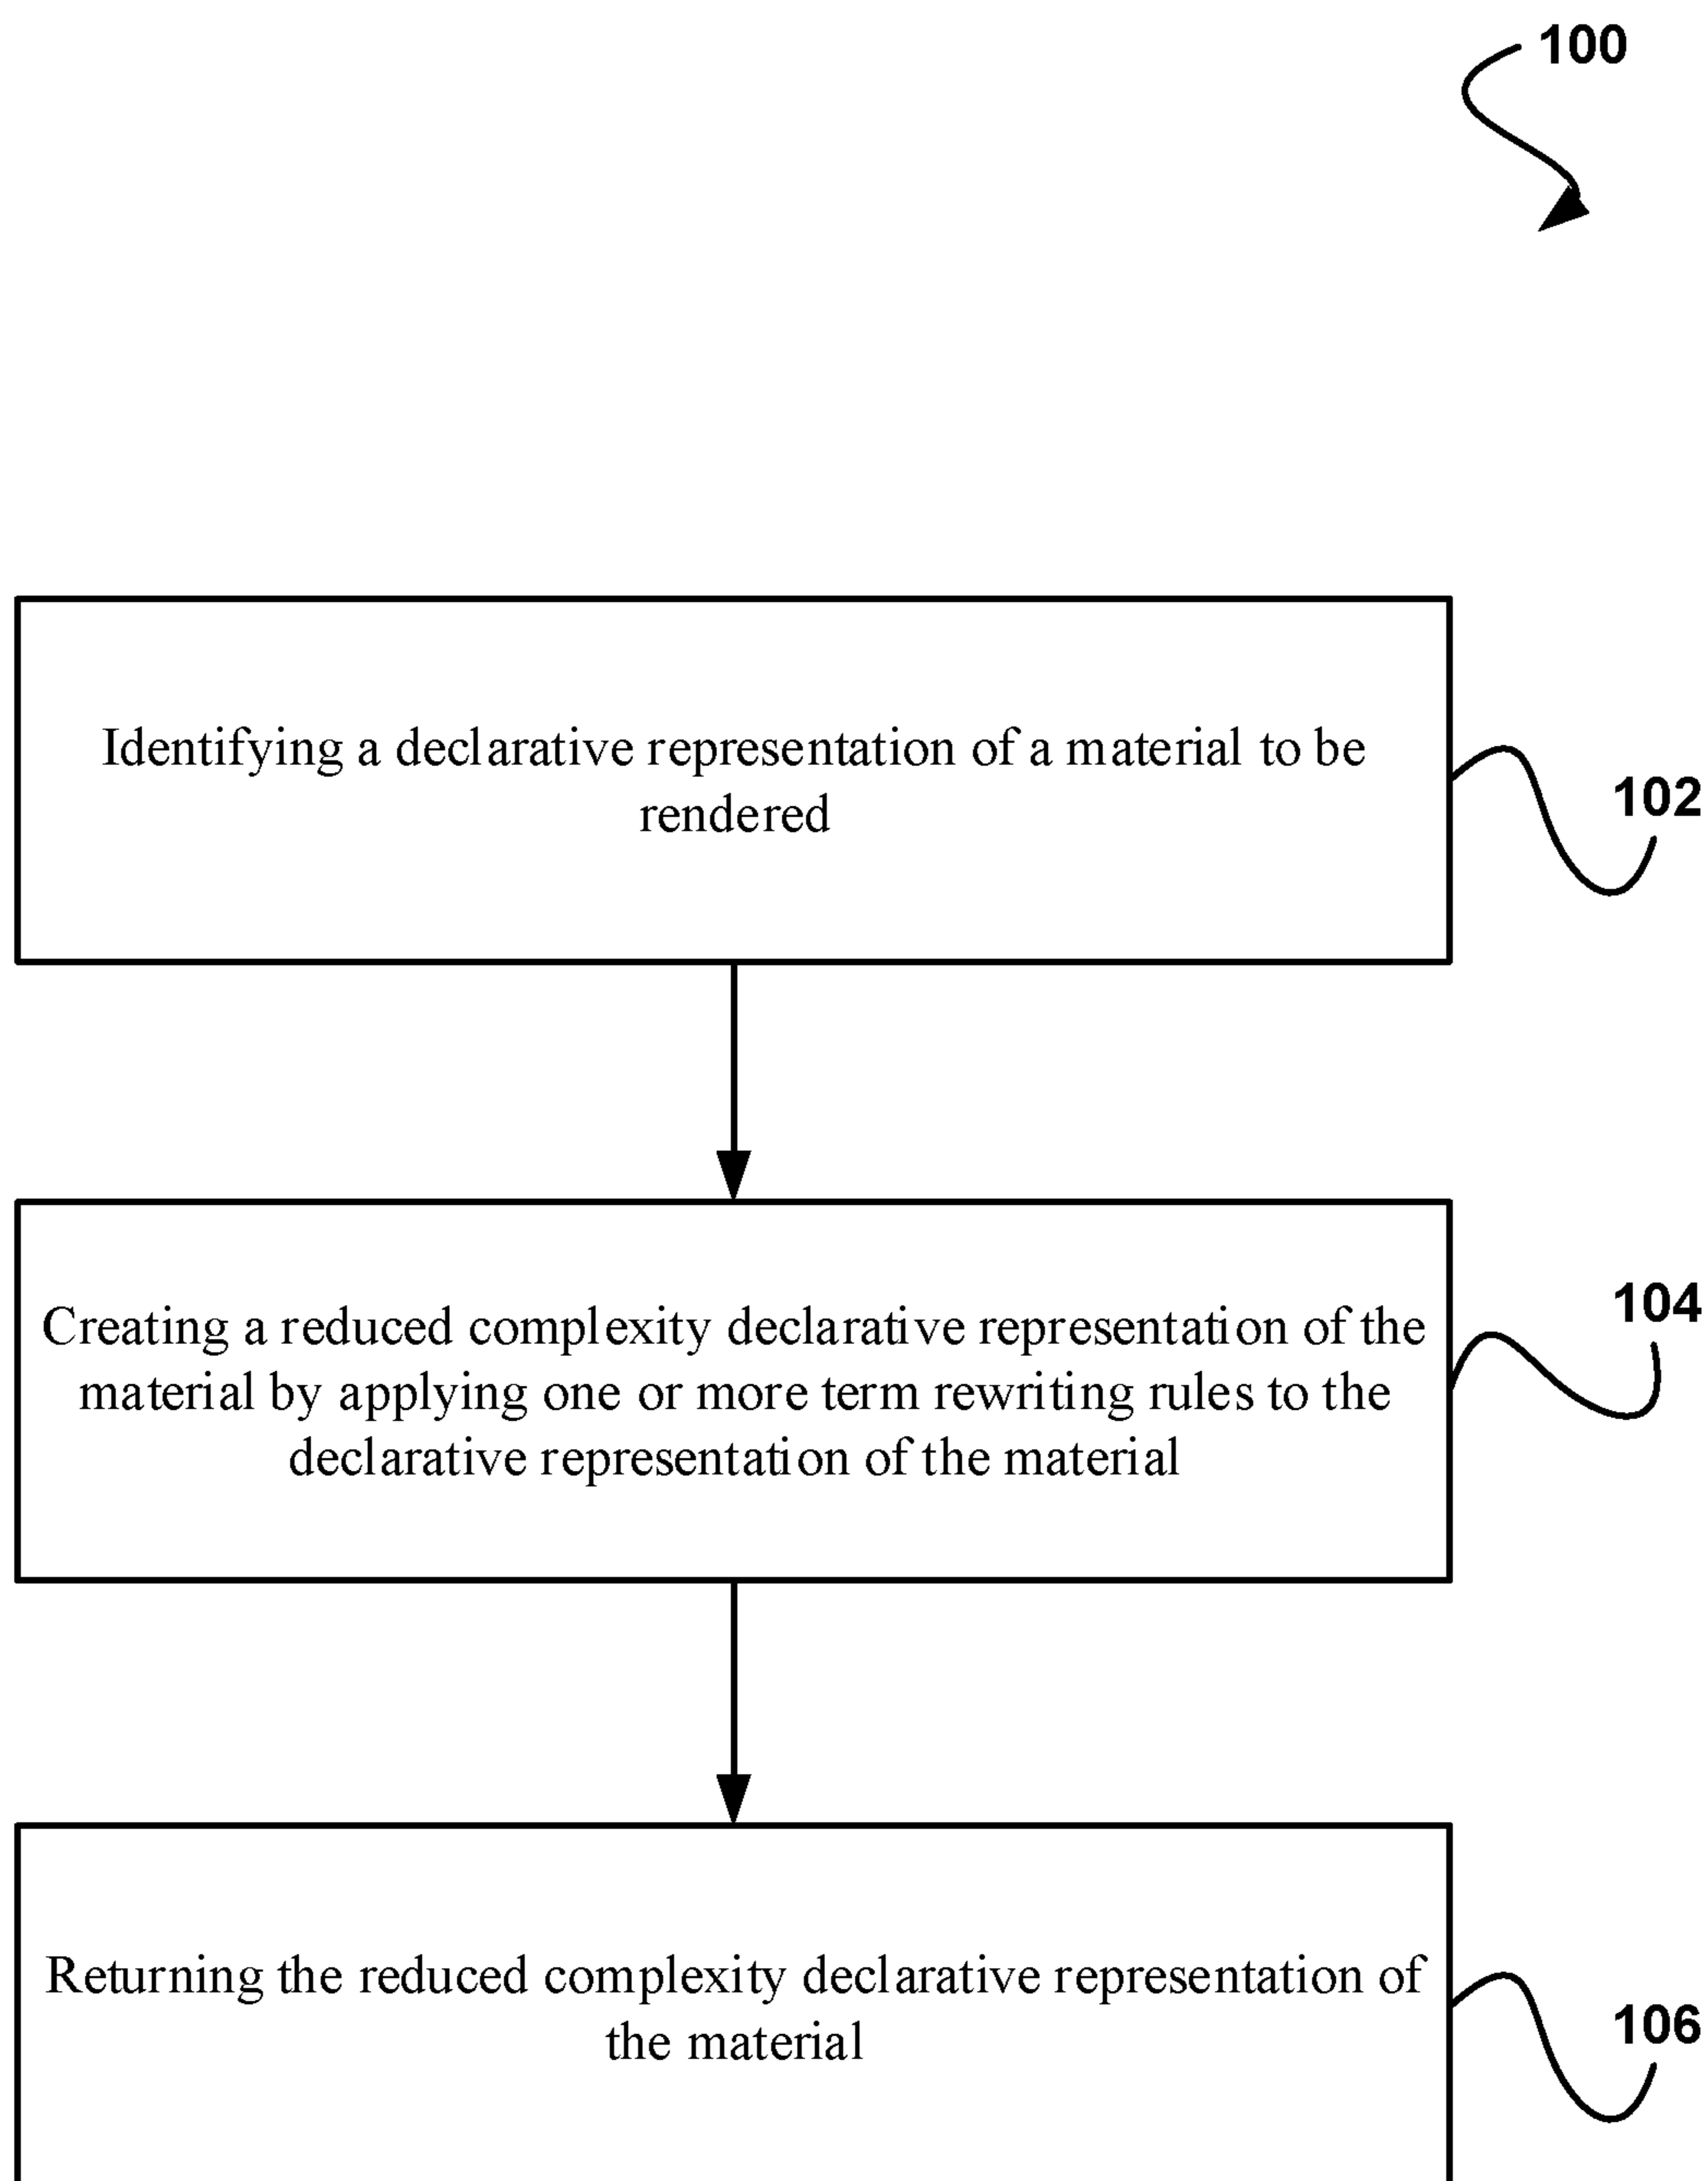 100
Identifying a declarative representation of a material to be
rendered
102
Creating a reduced complexity declarative representation of the
material by applying one or more term rewriting rules to the
declarative representation of the material
104
Returning the reduced complexity declarative representation of
the material
106